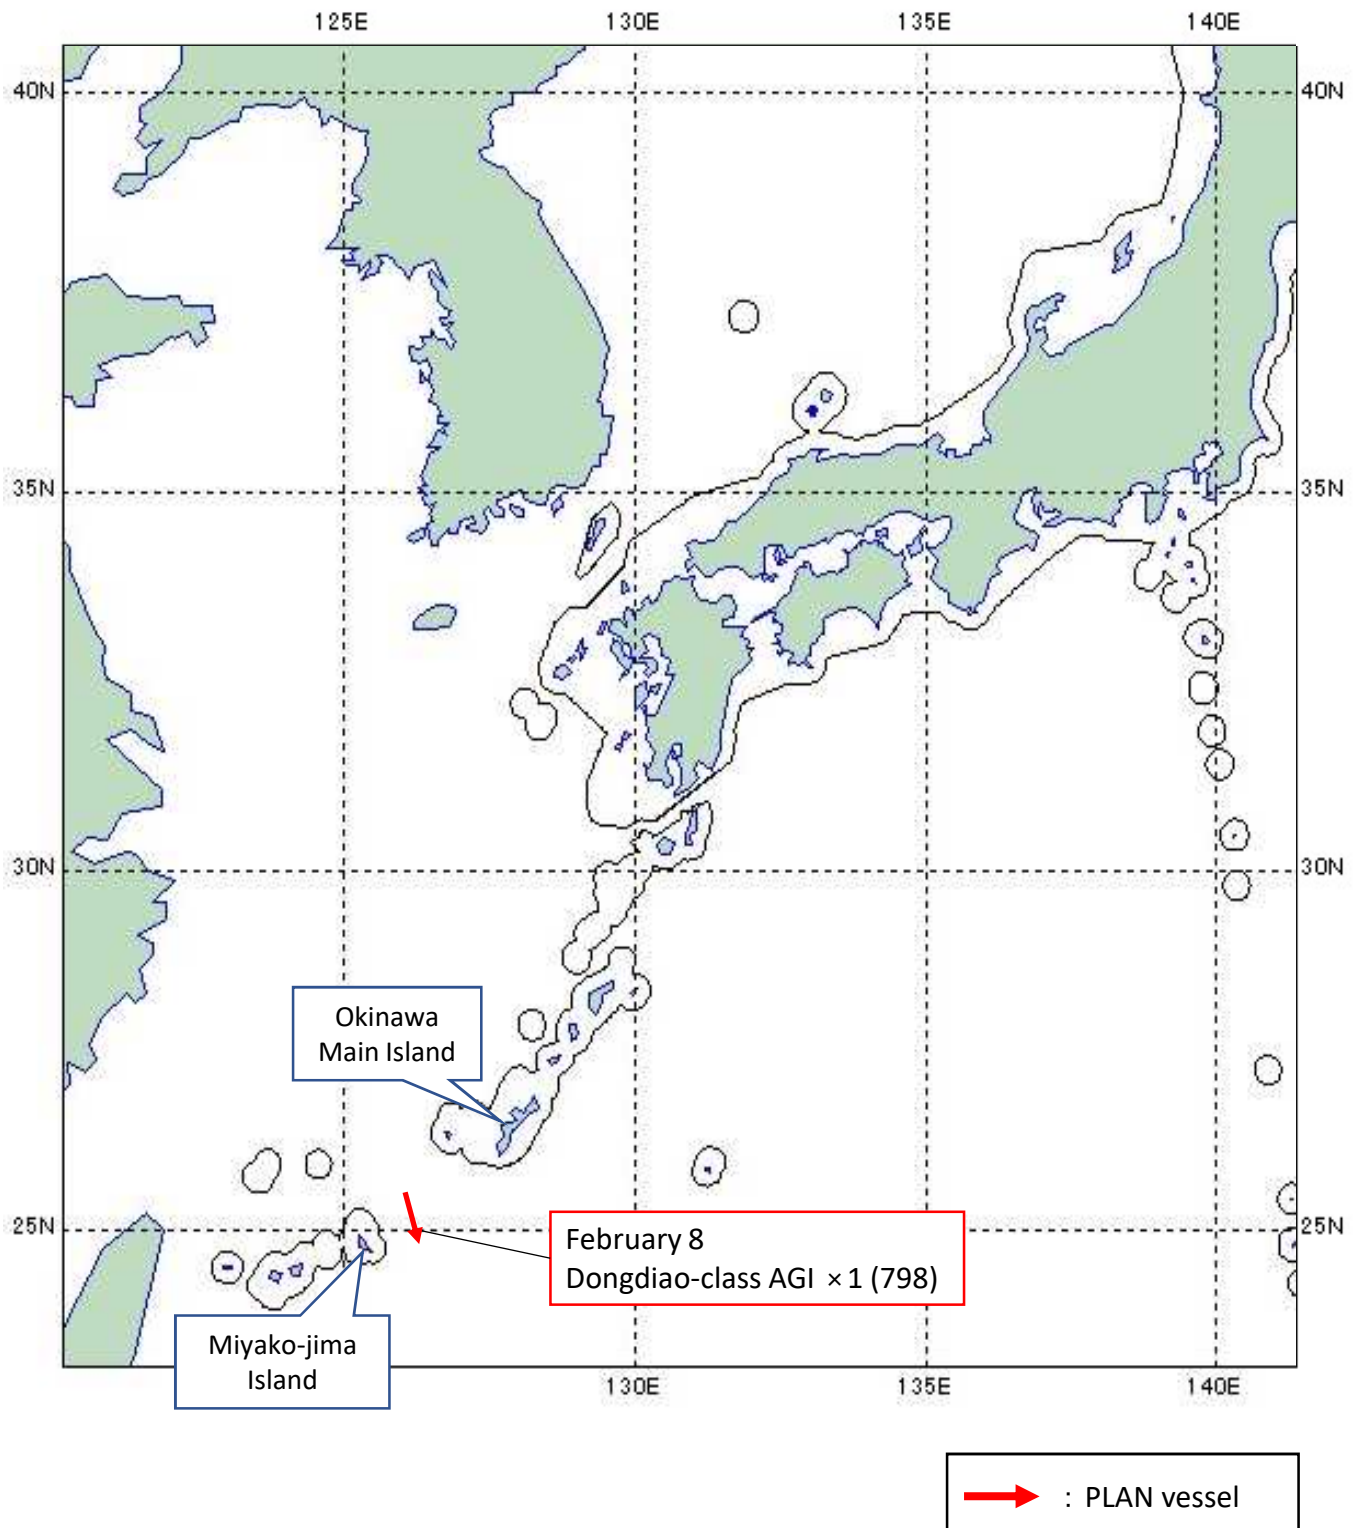 125E 130E 135E 140E
40N 40N
35N 35N
30N 30N
Okinawa
Main Island
25N 25N
February 8
Dongdiao-class AGI × 1 (798)
Miyako-jima
Island
130E 135E 140E
: PLAN vessel